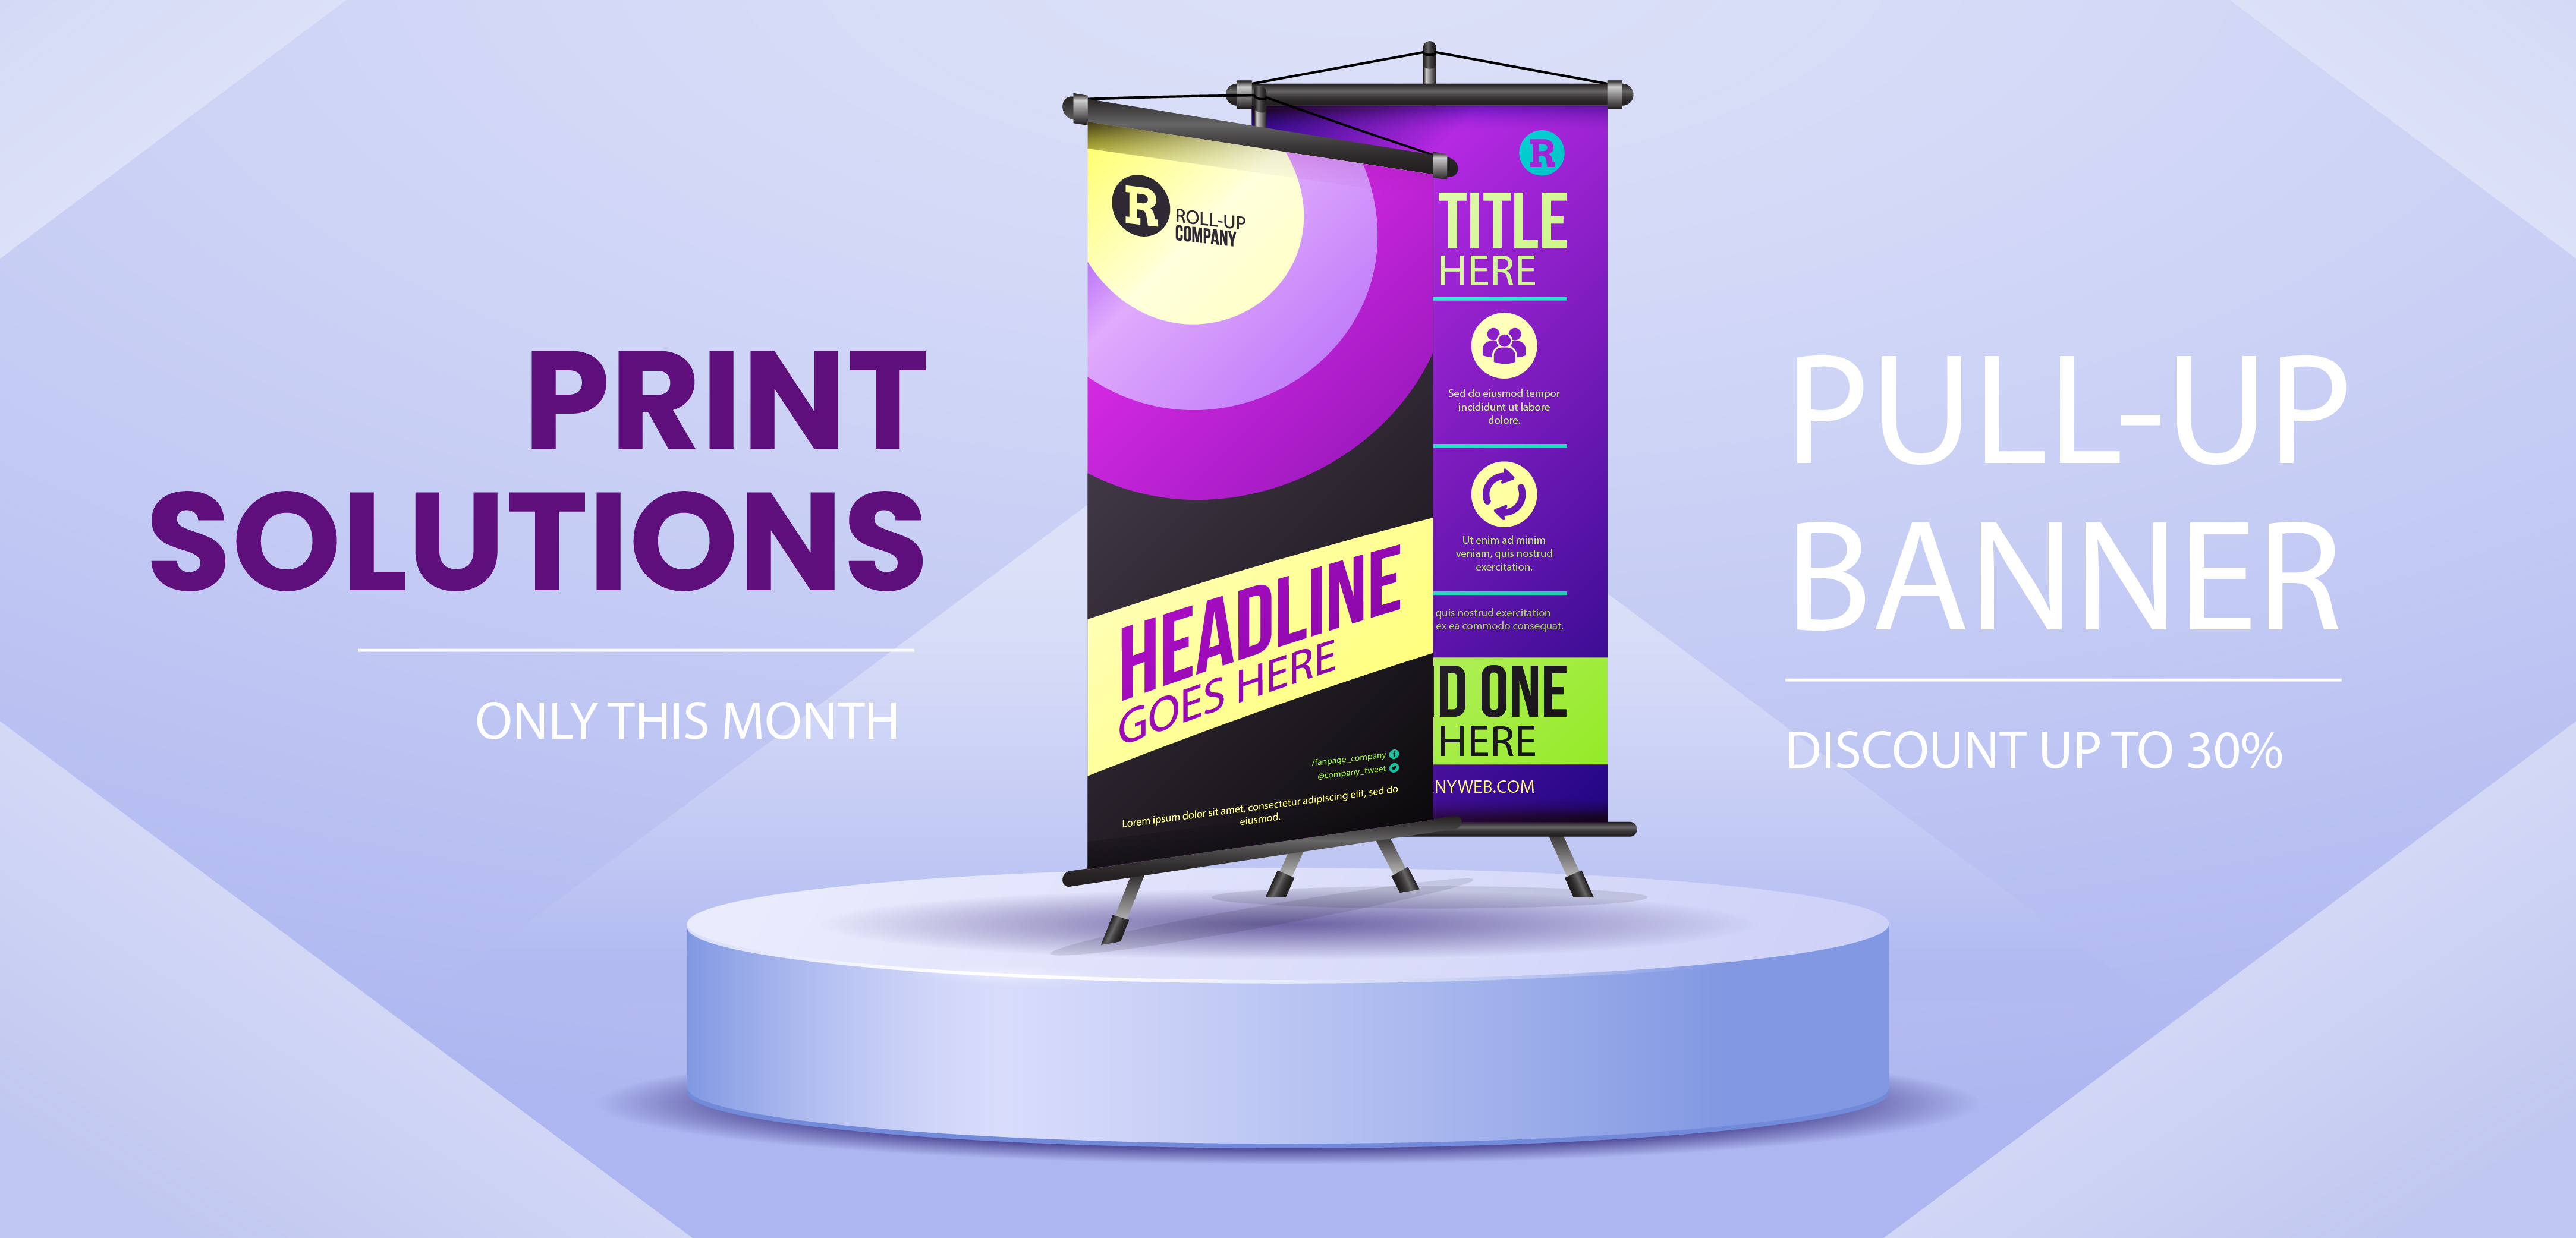 PRINT
SOLUTIONS
ONLY THIS MONTH
R
ROLL-UP
COMPANY
HEADLINE
GOES HERE
/fanpage_company
@company_tweet
Lorem ipsum dolor sit amet, consectetur adipiscing elit, sed do
eiusmod.
R
TITLE
HERE
Sed do eiusmod tempor
incididunt ut labore
dolore.
Ut enim ad minim
veniam, quis nostrud
exercitation.
quis nostrud exercitation
ex ea commodo consequat.
D ONE
HERE
NYWEB.COM
PULL-UP
BANNER
DISCOUNT UP TO 30%